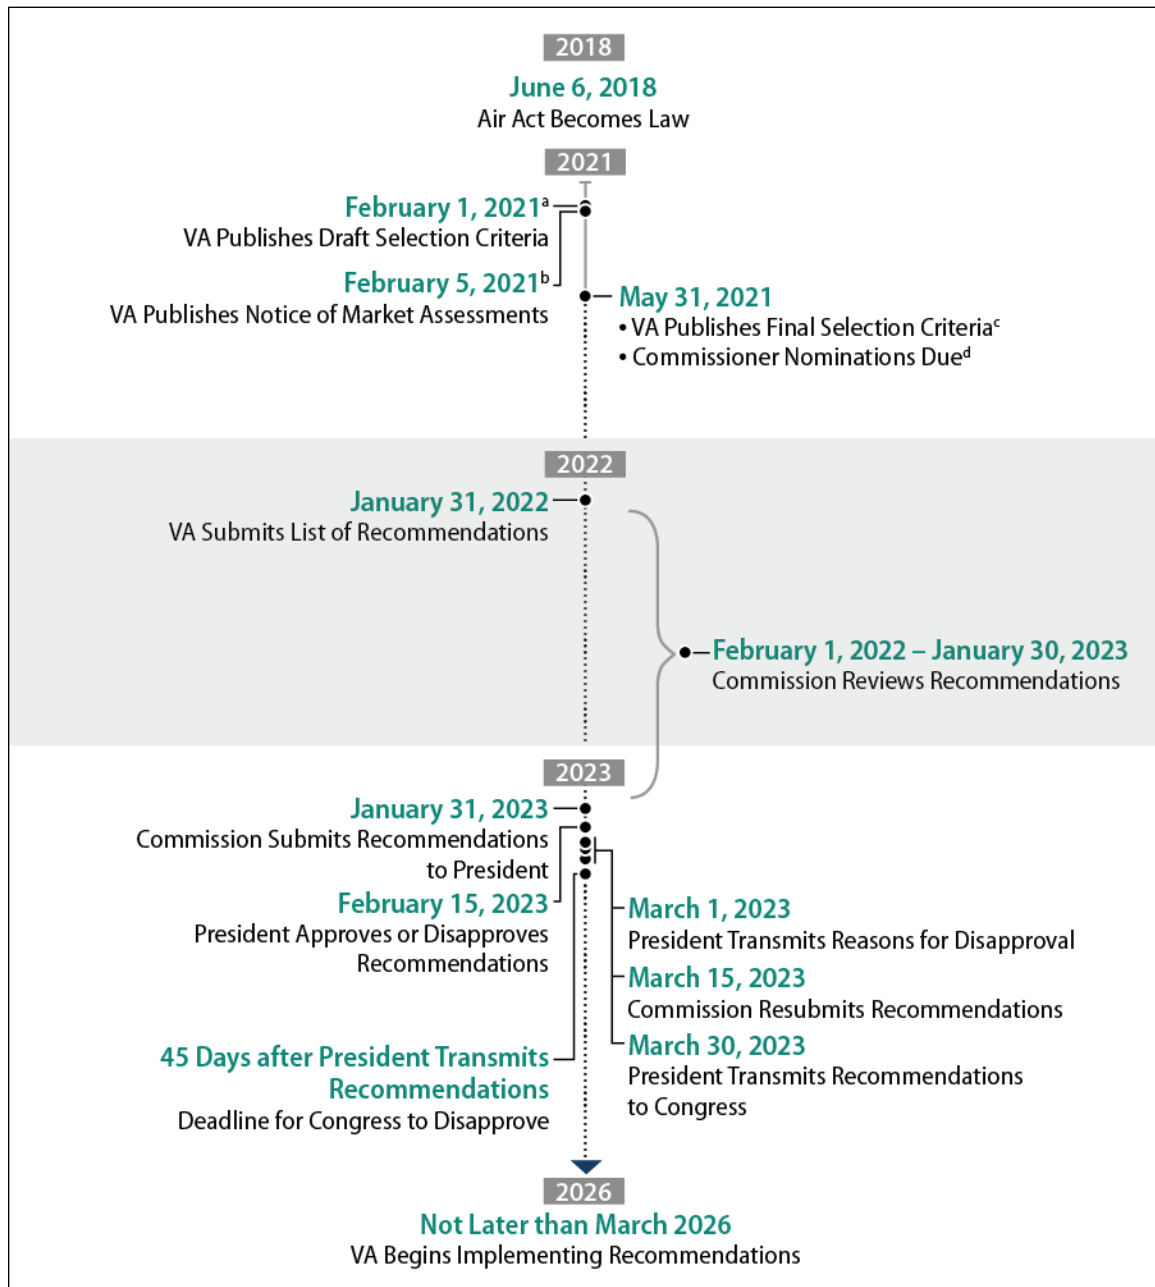 2018
June 6, 2018
Air Act Becomes Law
2021
February 1, 2021ᵃ
VA Publishes Draft Selection Criteria
February 5, 2021ᵇ
VA Publishes Notice of Market Assessments
May 31, 2021
• VA Publishes Final Selection Criteriaᶜ
• Commissioner Nominations Dueᵈ
2022
January 31, 2022
VA Submits List of Recommendations
February 1, 2022 – January 30, 2023
Commission Reviews Recommendations
2023
January 31, 2023
Commission Submits Recommendations
to President
February 15, 2023
President Approves or Disapproves
Recommendations
March 1, 2023
President Transmits Reasons for Disapproval
March 15, 2023
Commission Resubmits Recommendations
March 30, 2023
President Transmits Recommendations
to Congress
45 Days after President Transmits
Recommendations
Deadline for Congress to Disapprove
2026
Not Later than March 2026
VA Begins Implementing Recommendations